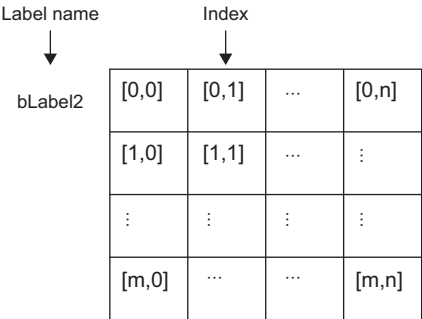 Label name Index
bLabel2
[0,0] [0,1] ... [0,n]
[1,0] [1,1] ... ⋮
⋮ ⋮ ⋮ ⋮
[m,0] ... ... [m,n]